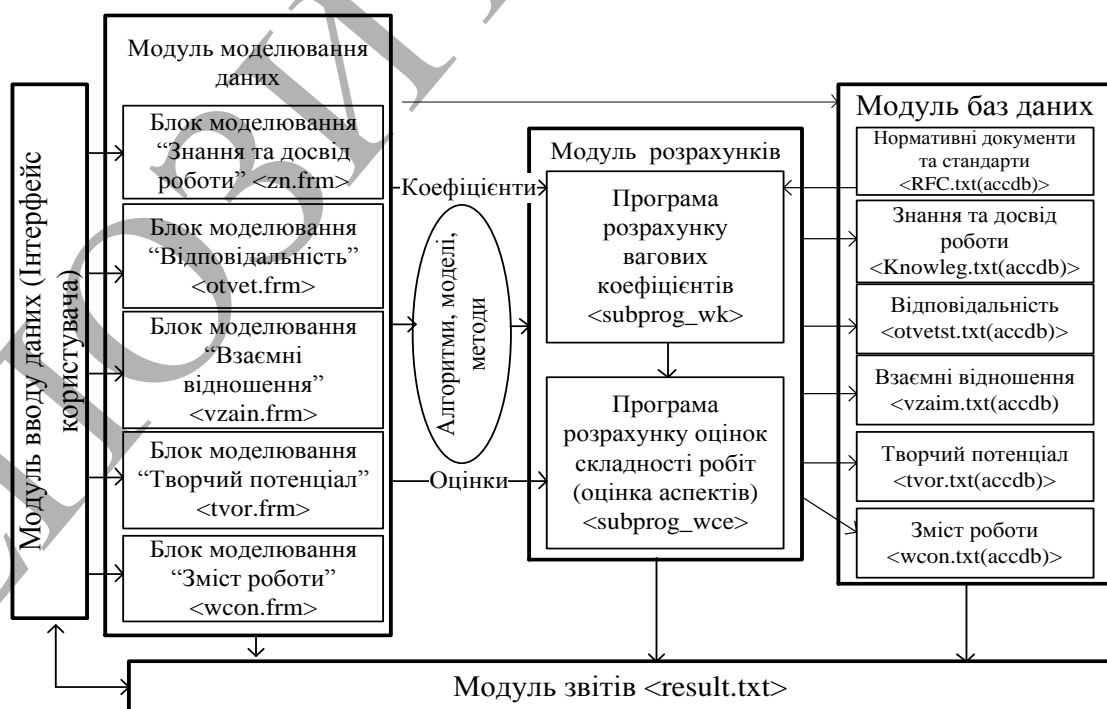 Модуль вводу даних (Інтерфейс
користувача)
Модуль моделювання
даних
Блок моделювання
“Знання та досвід
роботи” <zn.frm>
Блок моделювання
“Відповідальність”
<otvet.frm>
Блок моделювання
“Взаємні
відношення”
<vzain.frm>
Блок моделювання
“Творчий потенціал”
<tvor.frm>
Блок моделювання
“Зміст роботи”
<wcon.frm>
Коефіцієнти
Алгоритми, моделі,
методи
Оцінки
Модуль розрахунків
Програма
розрахунку
вагових
коефіцієнтів
<subprog_wk>
Програма
розрахунку оцінок
складності робіт
(оцінка аспектів)
<subprog_wce>
Модуль баз даних
Нормативні документи
та стандарти
<RFC.txt(accdb)>
Знання та досвід
роботи
<Knowleg.txt(accdb)>
Відповідальність
<otvetst.txt(accdb)>
Взаємні відношення
<vzaim.txt(accdb)
Творчий потенціал
<tvor.txt(accdb)>
Зміст роботи
<wcon.txt(accdb)>
Модуль звітів <result.txt>